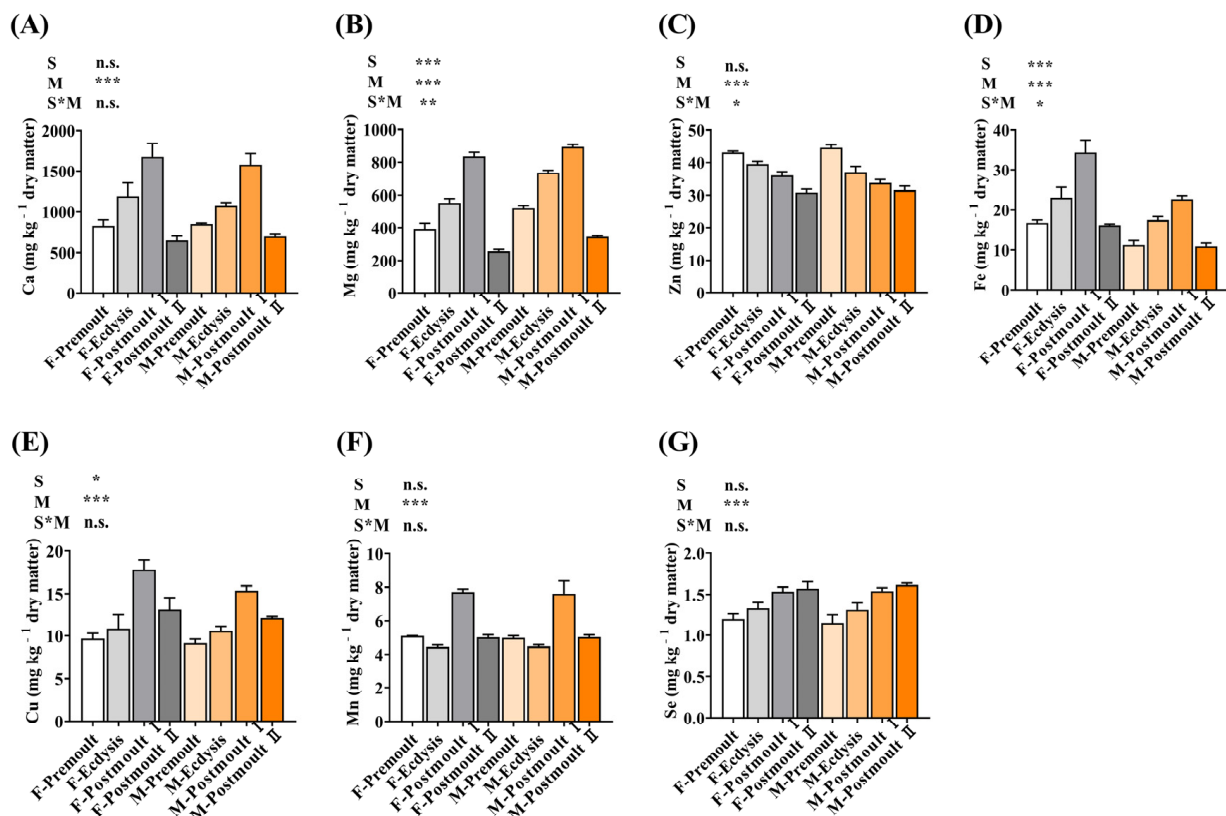 (A)
S n.s.
M ***
S*M n.s.
Ca (mg kg⁻¹ dry matter)
2000
1500
1000
500
0
F-Premoult
F-Ecdysis
F-Postmoult I
F-Postmoult II
M-Premoult
M-Ecdysis
M-Postmoult I
M-Postmoult II
(B)
S ***
M ***
S*M **
Mg (mg kg⁻¹ dry matter)
1000
800
600
400
200
0
F-Premoult
F-Ecdysis
F-Postmoult I
F-Postmoult II
M-Premoult
M-Ecdysis
M-Postmoult I
M-Postmoult II
(C)
S n.s.
M ***
S*M *
Zn (mg kg⁻¹ dry matter)
50
40
30
20
10
0
F-Premoult
F-Ecdysis
F-Postmoult I
F-Postmoult II
M-Premoult
M-Ecdysis
M-Postmoult I
M-Postmoult II
(D)
S ***
M ***
S*M *
Fe (mg kg⁻¹ dry matter)
40
30
20
10
0
F-Premoult
F-Ecdysis
F-Postmoult I
F-Postmoult II
M-Premoult
M-Ecdysis
M-Postmoult I
M-Postmoult II
(E)
S *
M ***
S*M n.s.
Cu (mg kg⁻¹ dry matter)
20
15
10
5
0
F-Premoult
F-Ecdysis
F-Postmoult I
F-Postmoult II
M-Premoult
M-Ecdysis
M-Postmoult I
M-Postmoult II
(F)
S n.s.
M ***
S*M n.s.
Mn (mg kg⁻¹ dry matter)
10
8
6
4
2
0
F-Premoult
F-Ecdysis
F-Postmoult I
F-Postmoult II
M-Premoult
M-Ecdysis
M-Postmoult I
M-Postmoult II
(G)
S n.s.
M ***
S*M n.s.
Se (mg kg⁻¹ dry matter)
2.0
1.5
1.0
0.5
0.0
F-Premoult
F-Ecdysis
F-Postmoult I
F-Postmoult II
M-Premoult
M-Ecdysis
M-Postmoult I
M-Postmoult II